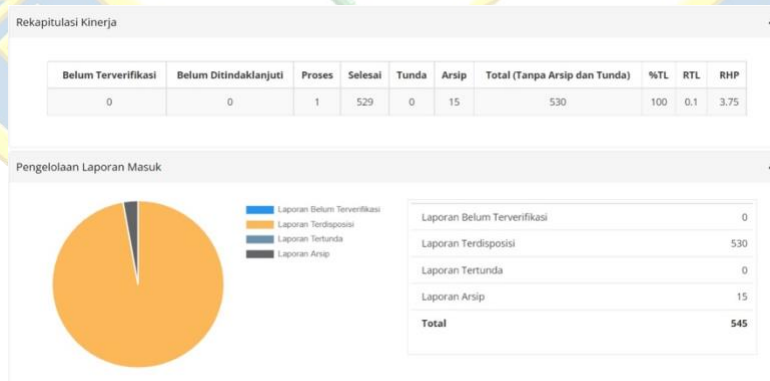 Rekapitulasi Kinerja
Belum Terverifikasi Belum Ditindaklanjuti Proses Selesai Tunda Arsip Total (Tanpa Arsip dan Tunda) %TL RTL RHP
0 0 1 529 0 15 530 100 0.1 3.75
Pengelolaan Laporan Masuk
Laporan Belum Terverifikasi
Laporan Terdisposisi
Laporan Tertunda
Laporan Arsip
Laporan Belum Terverifikasi 0
Laporan Terdisposisi 530
Laporan Tertunda 0
Laporan Arsip 15
Total 545